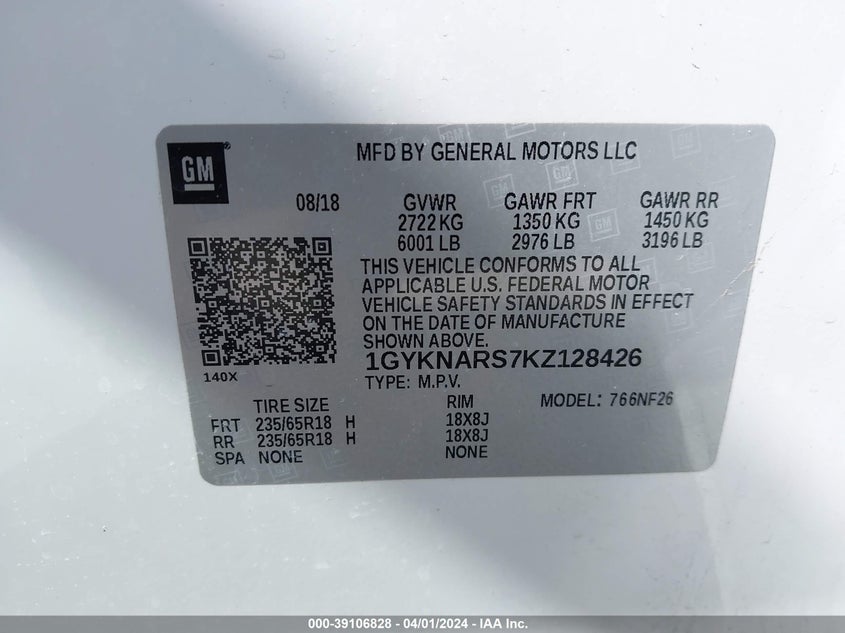 GM
MFD BY GENERAL MOTORS LLC
08/18 GVWR GAWR FRT GAWR RR
2722 KG 1350 KG 1450 KG
6001 LB 2976 LB 3196 LB
THIS VEHICLE CONFORMS TO ALL
APPLICABLE U.S. FEDERAL MOTOR
VEHICLE SAFETY STANDARDS IN EFFECT
ON THE DATE OF MANUFACTURE
SHOWN ABOVE.
1GYKNARS7KZ128426
140X
TYPE: M.P.V.
TIRE SIZE RIM MODEL: 766NF26
FRT 235/65R18 H 18X8J
RR 235/65R18 H 18X8J
SPA NONE NONE
000-39106828 - 04/01/2024 - IAA Inc.